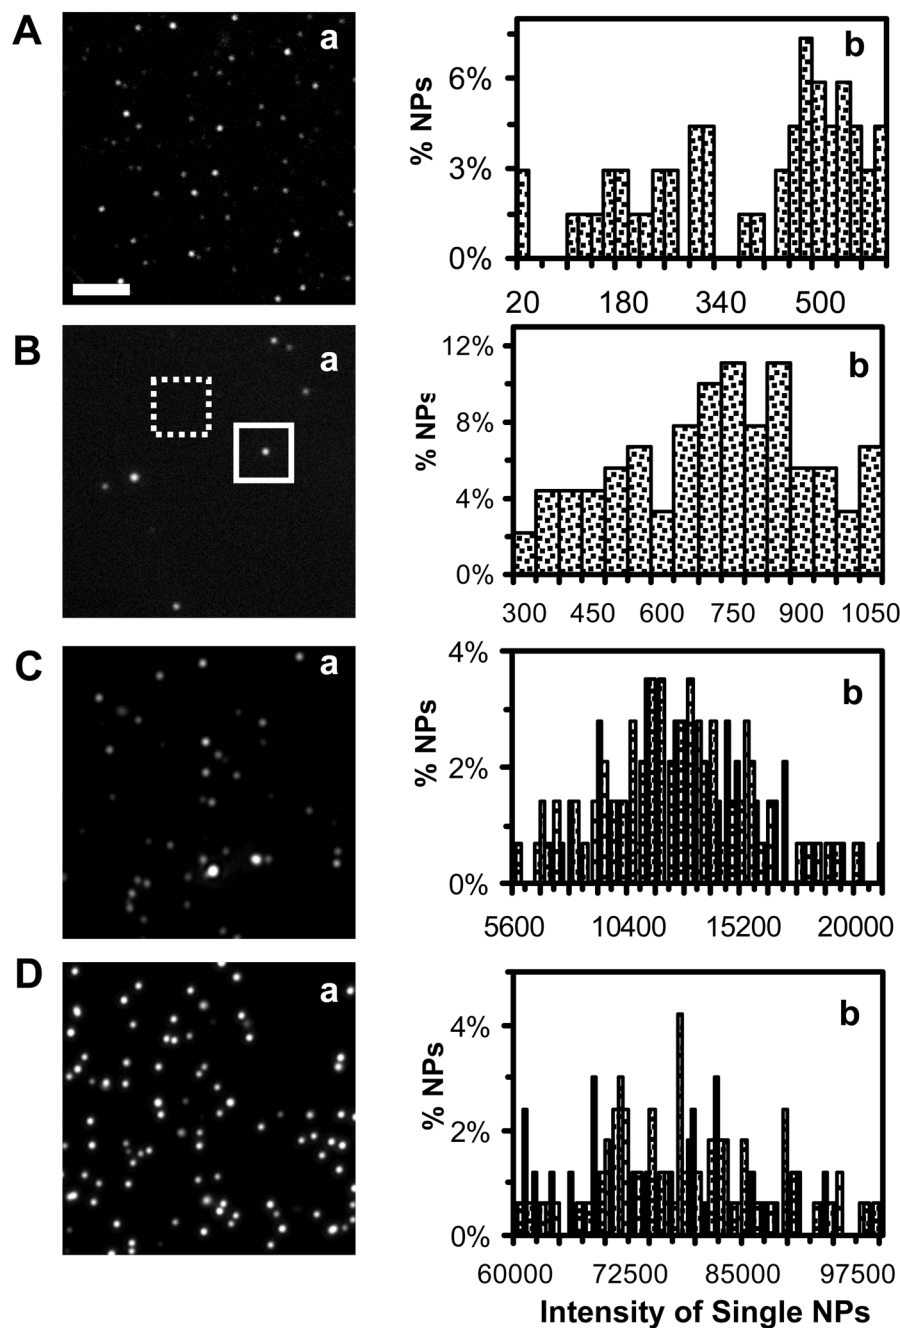 A
a
b
% NPs
6%
3%
0%
20 180 340 500
B
a
b
% NPs
12%
8%
4%
0%
300 450 600 750 900 1050
C
a
b
% NPs
4%
2%
0%
5600 10400 15200 20000
D
a
b
% NPs
4%
2%
0%
60000 72500 85000 97500
Intensity of Single NPs